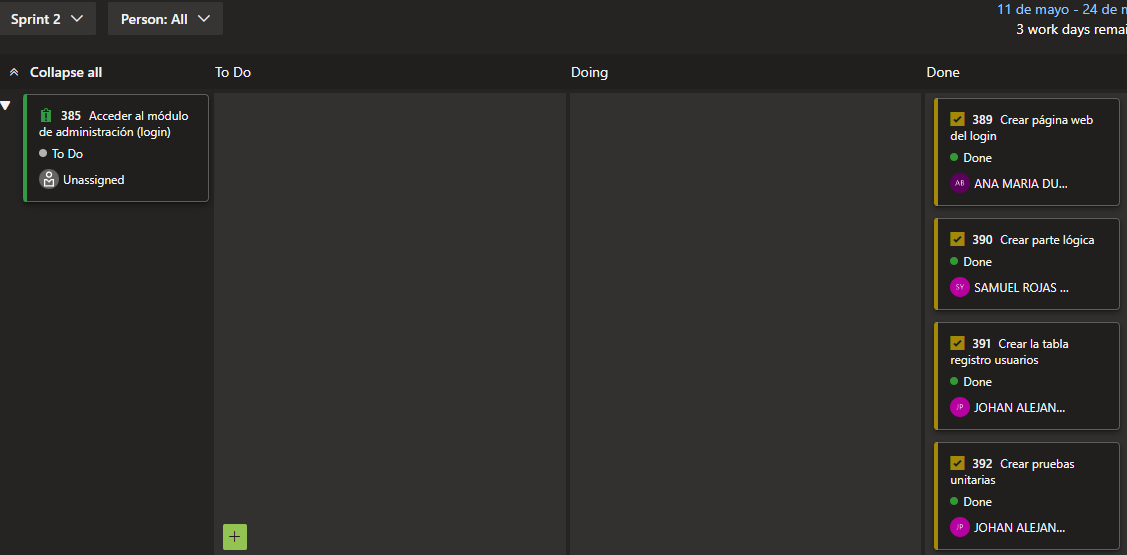 Sprint 2
Person: All
11 de mayo - 24 de m
3 work days remai
Collapse all
To Do
Doing
Done
385 Acceder al módulo
de administración (login)
To Do
Unassigned
389 Crear página web
del login
Done
AB ANA MARIA DU...
390 Crear parte lógica
Done
SY SAMUEL ROJAS ...
391 Crear la tabla
registro usuarios
Done
JP JOHAN ALEJAN...
392 Crear pruebas
unitarias
Done
JP JOHAN ALEJAN...